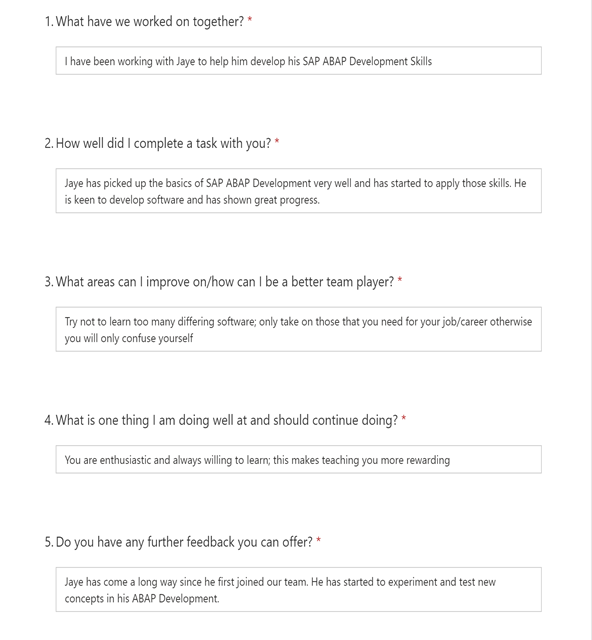 1. What have we worked on together? *
I have been working with Jaye to help him develop his SAP ABAP Development Skills
2. How well did I complete a task with you? *
Jaye has picked up the basics of SAP ABAP Development very well and has started to apply those skills. He
is keen to develop software and has shown great progress.
3. What areas can I improve on/how can I be a better team player? *
Try not to learn too many differing software; only take on those that you need for your job/career otherwise
you will only confuse yourself
4. What is one thing I am doing well at and should continue doing? *
You are enthusiastic and always willing to learn; this makes teaching you more rewarding
5. Do you have any further feedback you can offer? *
Jaye has come a long way since he first joined our team. He has started to experiment and test new
concepts in his ABAP Development.